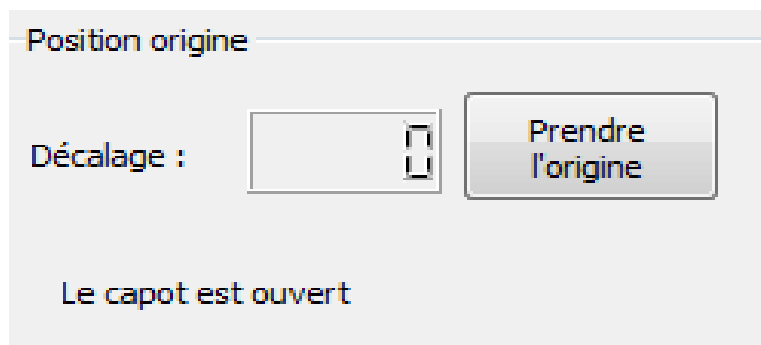 Position origine
Décalage :
0
Prendre
l'origine
Le capot est ouvert